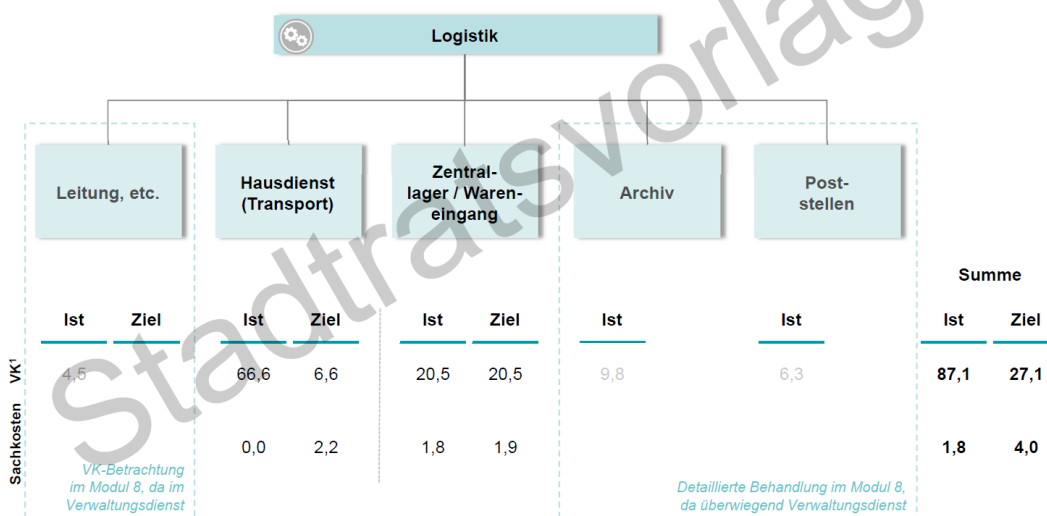 Logistik
Leitung, etc.
Hausdienst
(Transport)
Zentral-
lager / Waren-
eingang
Archiv
Post-
stellen
Summe
Ist Ziel Ist Ziel Ist Ziel Ist Ist Ist Ziel
VK¹ 4,5 66,6 6,6 20,5 20,5 9,8 6,3 87,1 27,1
Sachkosten 0,0 2,2 1,8 1,9 1,8 4,0
VK-Betrachtung
im Modul 8, da im
Verwaltungsdienst
Detaillierte Behandlung im Modul 8,
da überwiegend Verwaltungsdienst
Stadtratsvorlag